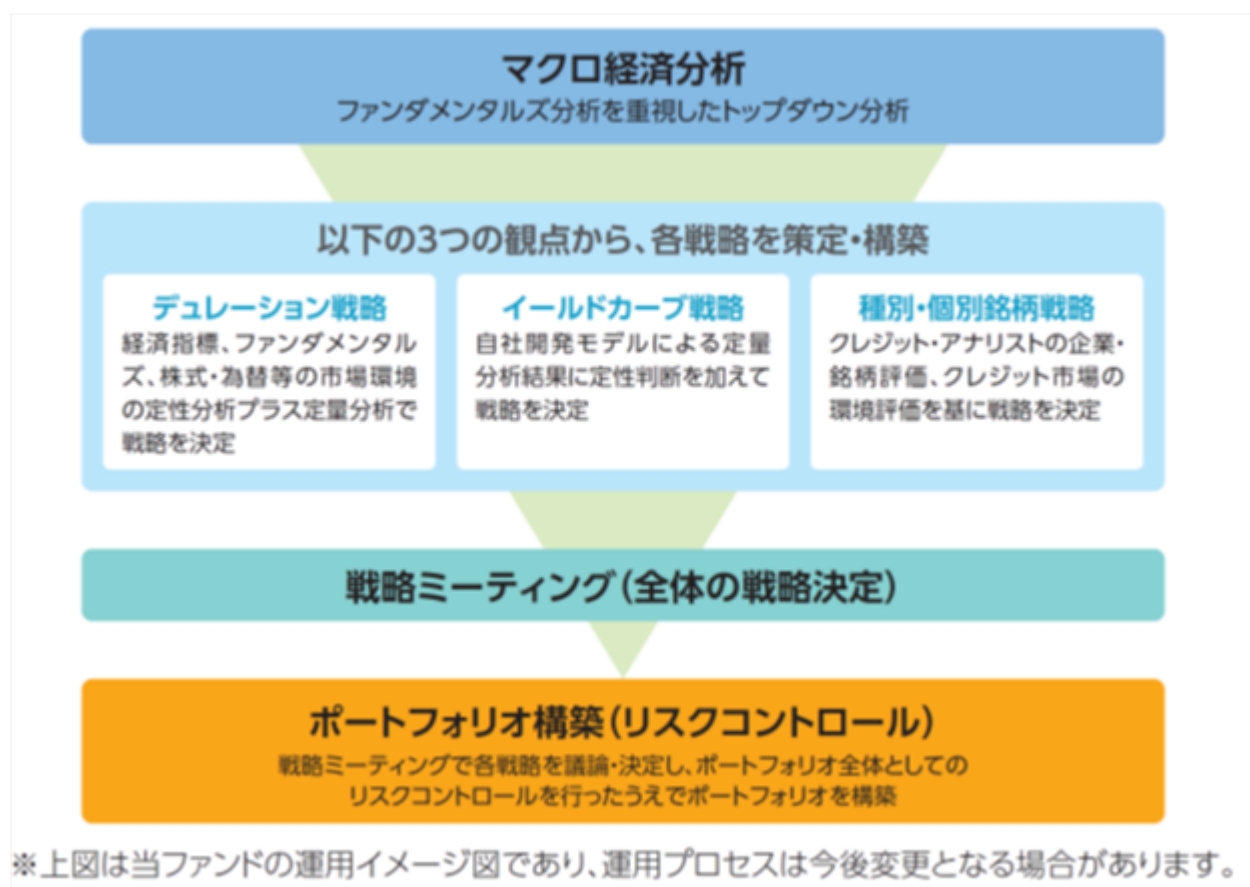 マクロ経済分析
ファンダメンタルズ分析を重視したトップダウン分析
以下の3つの観点から、各戦略を策定・構築
デュレーション戦略
経済指標、ファンダメンタル
ズ、株式・為替等の市場環境
の定性分析プラス定量分析で
戦略を決定
イールドカーブ戦略
自社開発モデルによる定量
分析結果に定性判断を加えて
戦略を決定
種別・個別銘柄戦略
クレジット・アナリストの企業・
銘柄評価、クレジット市場の
環境評価を基に戦略を決定
戦略ミーティング(全体の戦略決定)
ポートフォリオ構築(リスクコントロール)
戦略ミーティングで各戦略を議論・決定し、ポートフォリオ全体としての
リスクコントロールを行ったうえでポートフォリオを構築
※上図は当ファンドの運用イメージ図であり、運用プロセスは今後変更となる場合があります。